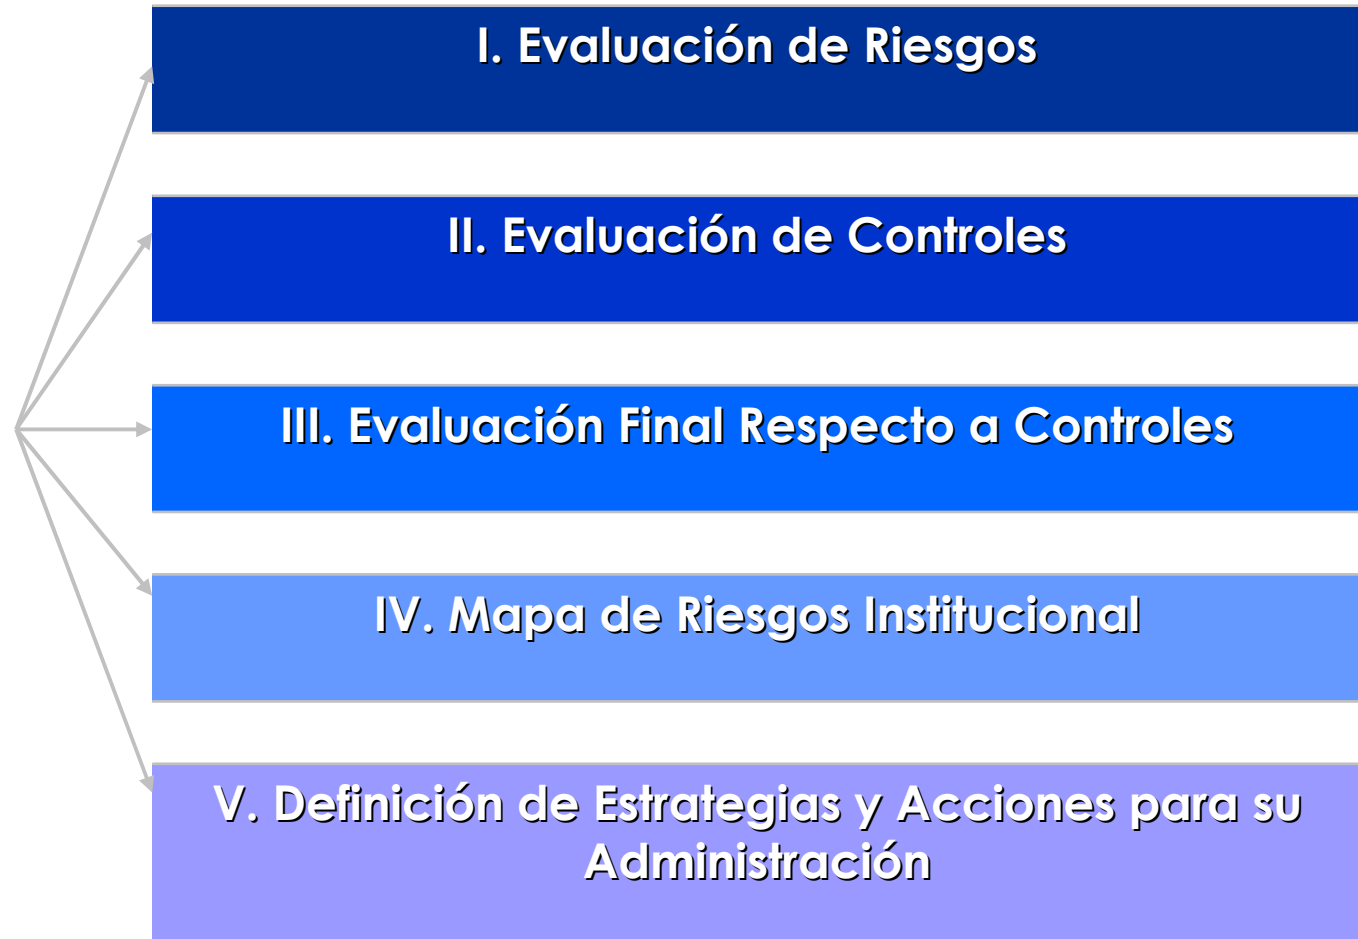 I. Evaluación de Riesgos
II. Evaluación de Controles
III. Evaluación Final Respecto a Controles
IV. Mapa de Riesgos Institucional
V. Definición de Estrategias y Acciones para su
Administración